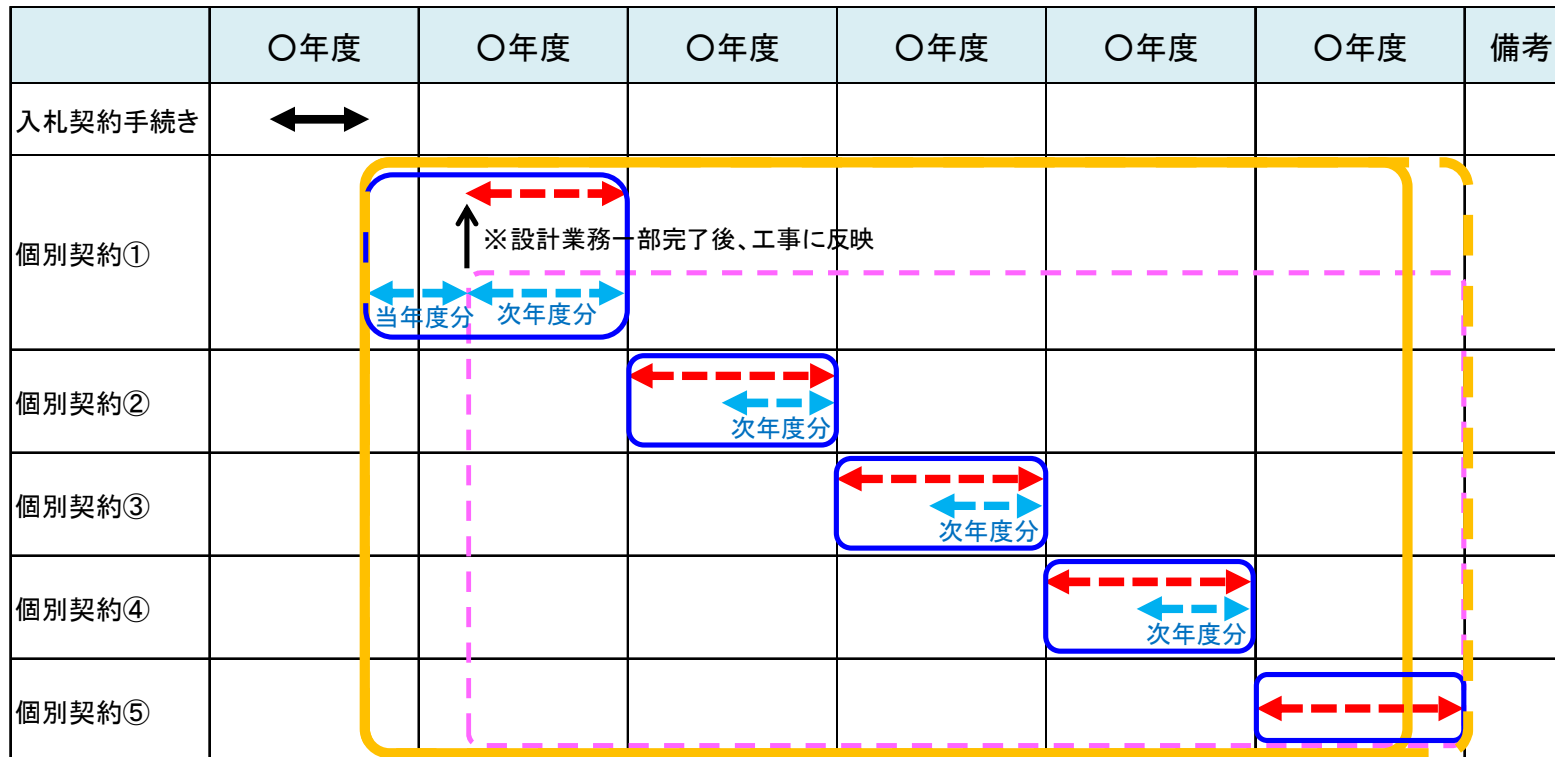 〇年度 〇年度 〇年度 〇年度 〇年度 〇年度 備考
入札契約手続き
個別契約①
※設計業務一部完了後、工事に反映
当年度分 次年度分
個別契約②
次年度分
個別契約③
次年度分
個別契約④
次年度分
個別契約⑤